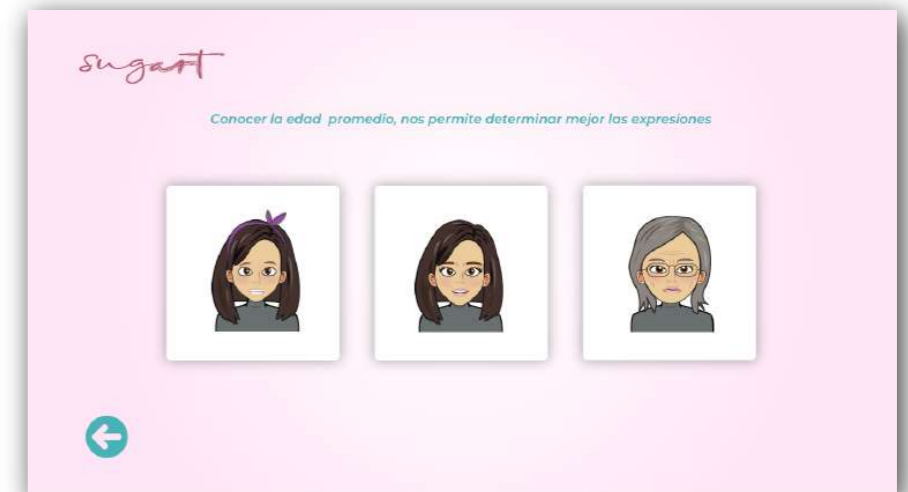 sugart
Conocer la edad promedio, nos permite determinar mejor las expresiones